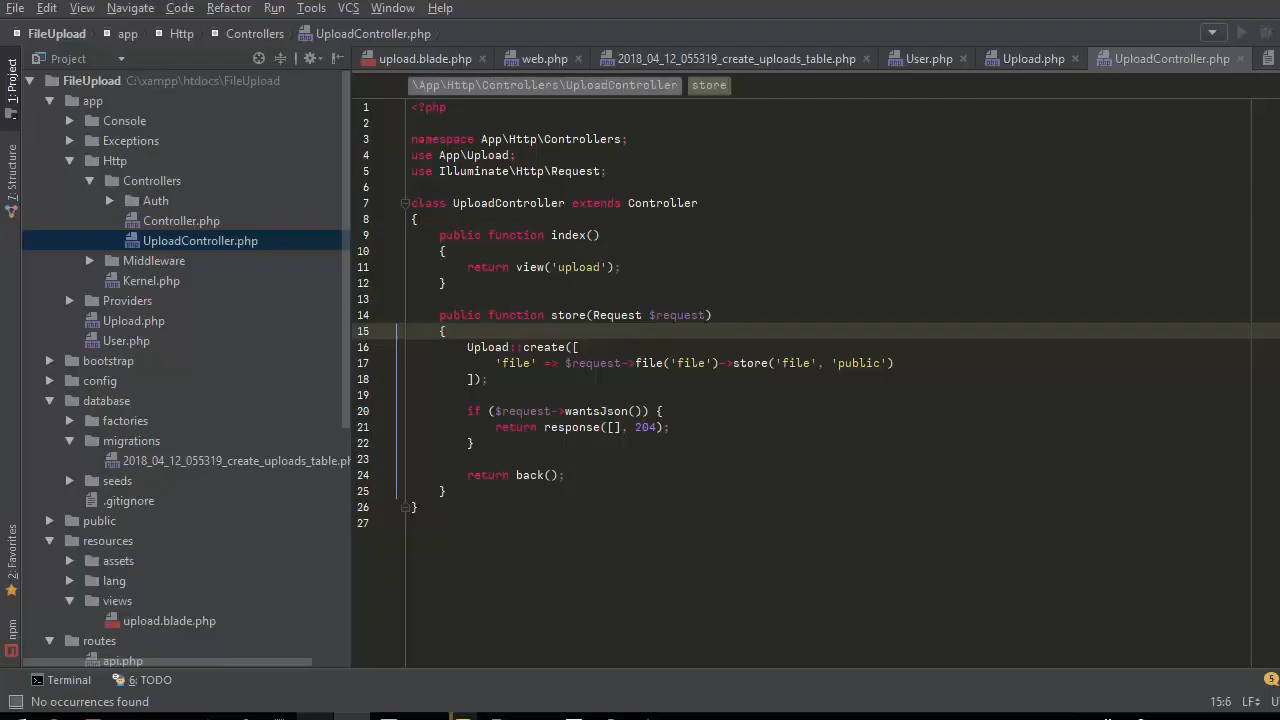 File Edit View Navigate Code Refactor Run Tools VCS Window Help
FileUpload app Http Controllers UploadController.php
Project
upload.blade.php web.php 2018_04_12_055319_create_uploads_table.php User.php Upload.php UploadController.php
1: Project
7: Structure
2: Favorites
npm
FileUpload C:\xampp\htdocs\FileUpload
app
Console
Exceptions
Http
Controllers
Auth
Controller.php
UploadController.php
Middleware
Kernel.php
Providers
Upload.php
User.php
bootstrap
config
database
factories
migrations
2018_04_12_055319_create_uploads_table.ph
seeds
.gitignore
public
resources
assets
lang
views
upload.blade.php
routes
api.php
\App\Http\Controllers\UploadController store
1 <?php
2
3 namespace App\Http\Controllers;
4 use App\Upload;
5 use Illuminate\Http\Request;
6
7 class UploadController extends Controller
8 {
9 public function index()
10 {
11 return view('upload');
12 }
13
14 public function store(Request $request)
15 {
16 Upload::create([
17 'file' => $request->file('file')->store('file', 'public')
18 ]);
19
20 if ($request->wantsJson()) {
21 return response([], 204);
22 }
23
24 return back();
25 }
26 }
27
Terminal 6: TODO 5
No occurrences found 15:6 LF÷ U